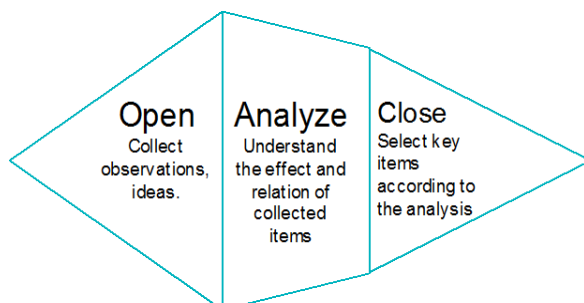 Open
Collect
observations,
ideas.
Analyze
Understand
the effect and
relation of
collected
items
Close
Select key
items
according to
the analysis